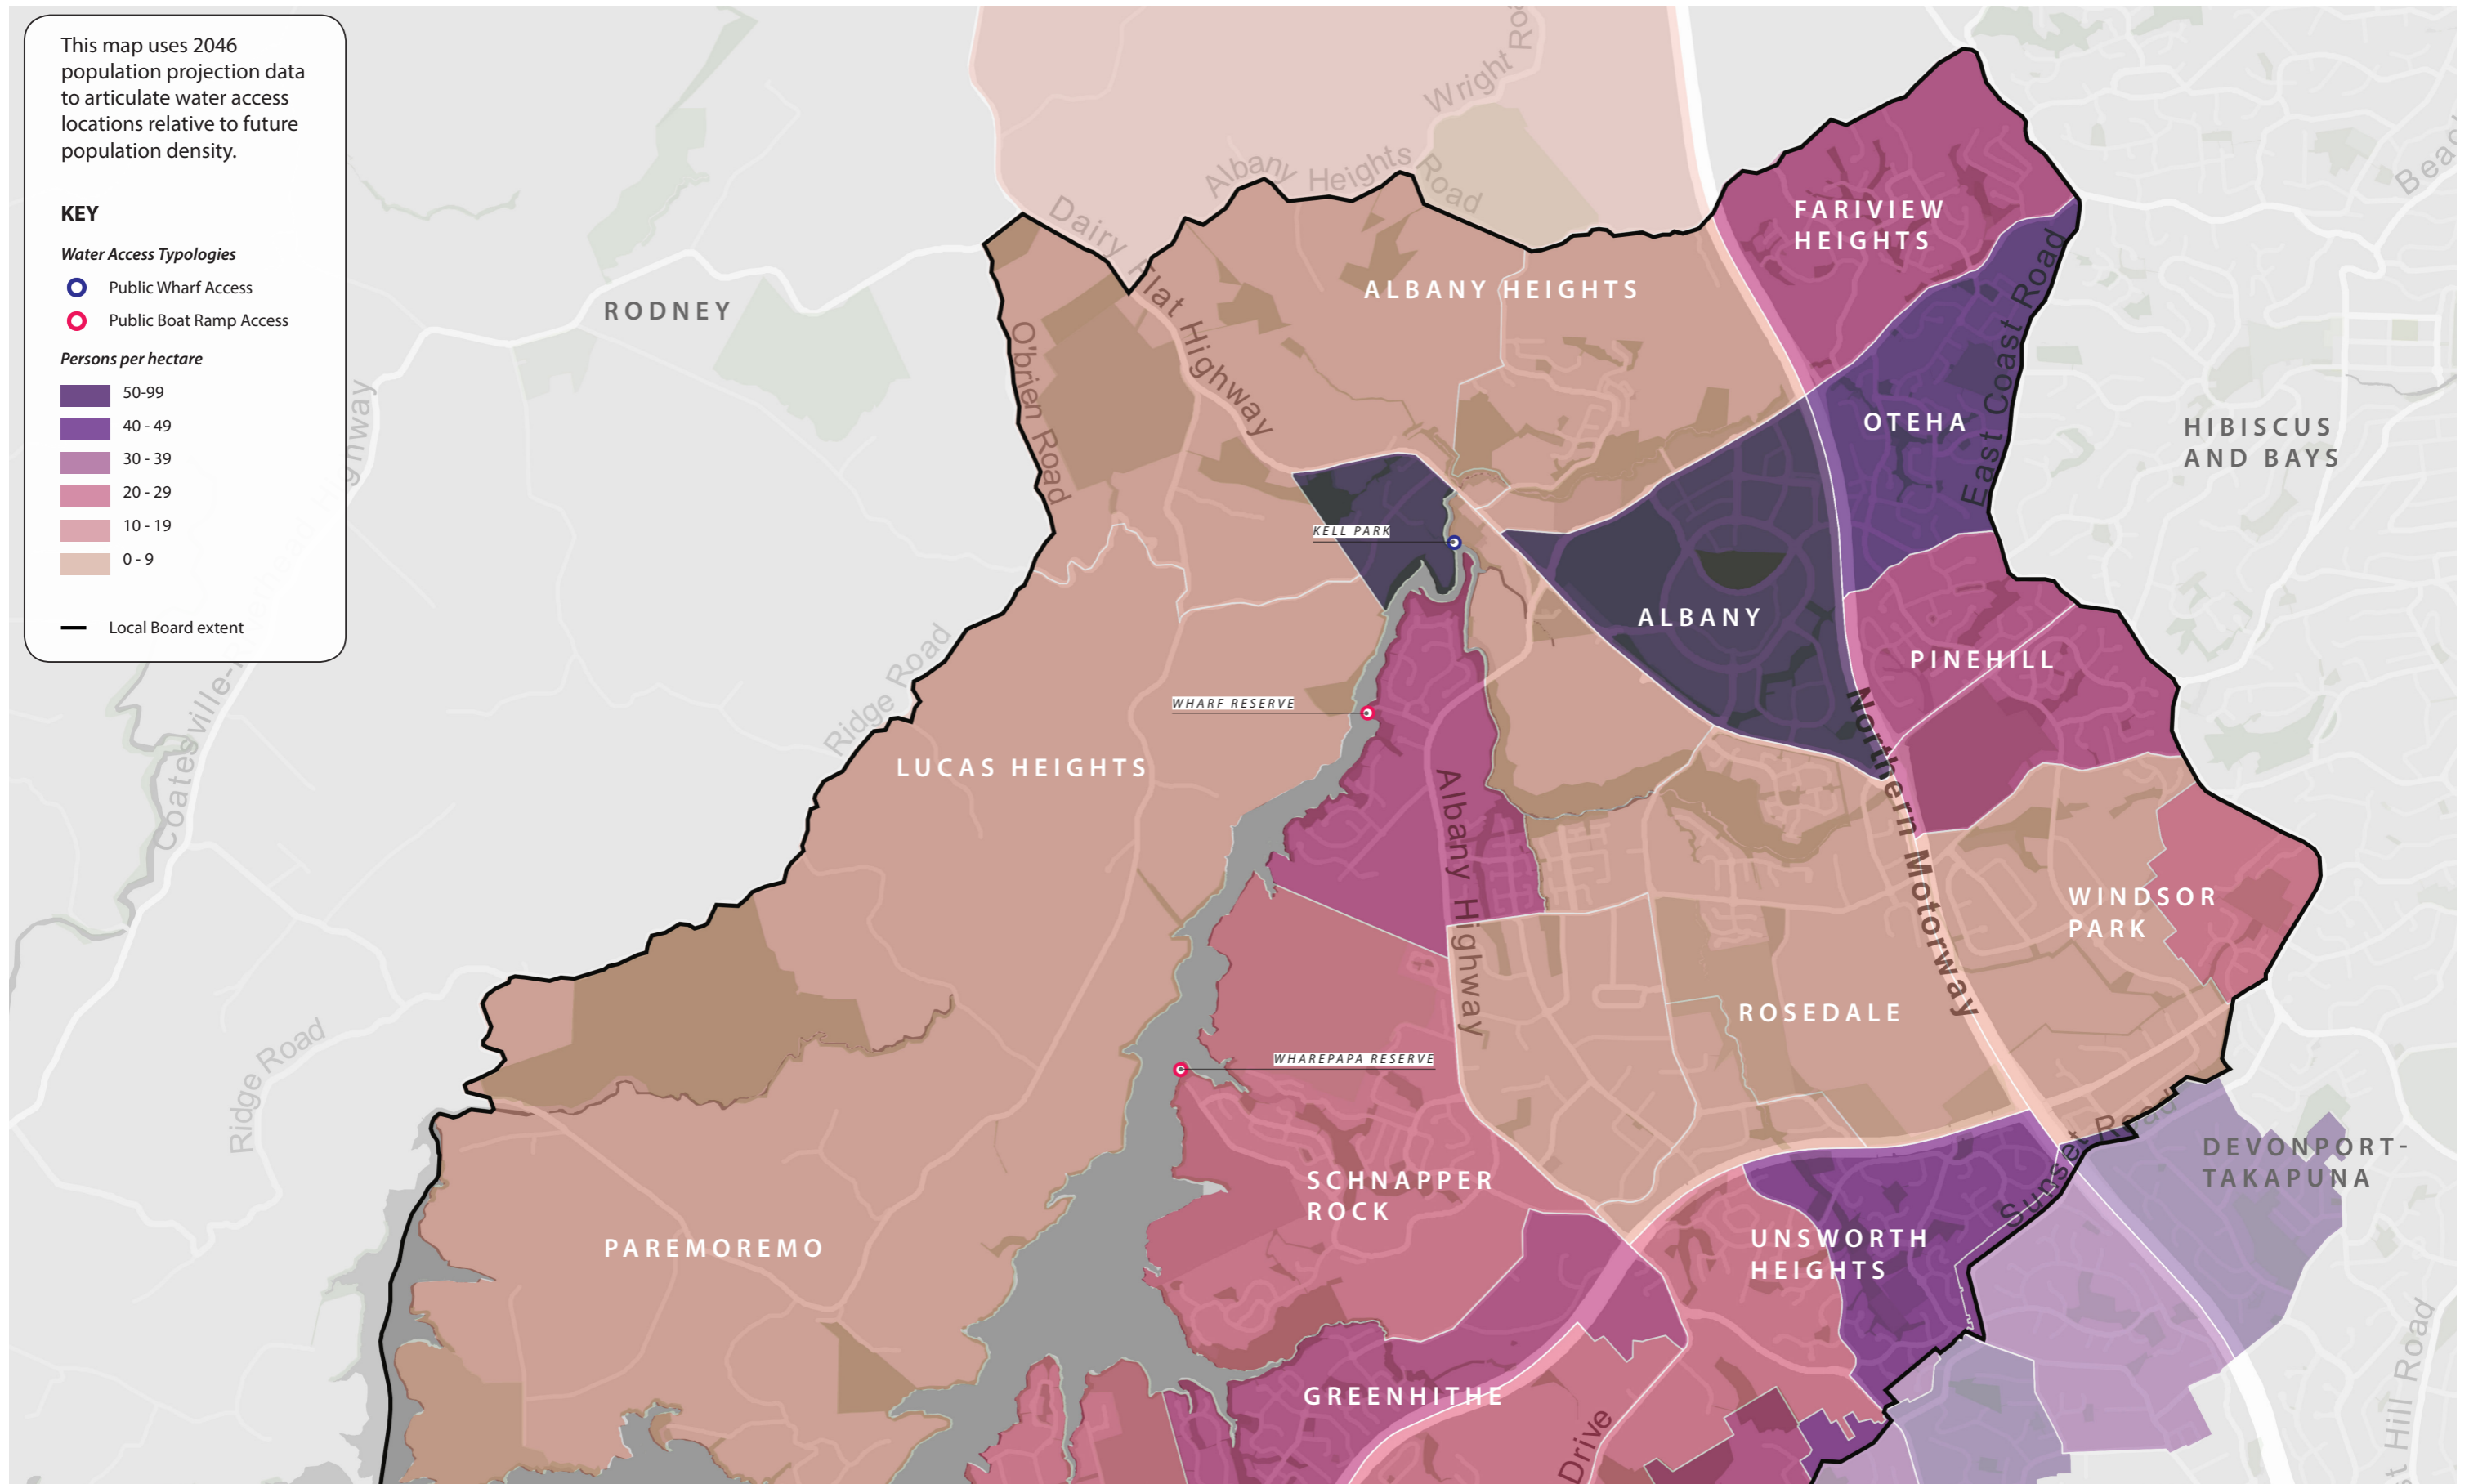 This map uses 2046
population projection data
to articulate water access
locations relative to future
population density.
KEY
Water Access Typologies
Public Wharf Access
Public Boat Ramp Access
Persons per hectare
50-99
40 - 49
30 - 39
20 - 29
10 - 19
0 - 9
Local Board extent
Wright
Albany Heights Road
Dairy Flat Highway
FARIVIEW
HEIGHTS
RODNEY
ALBANY HEIGHTS
O'brien Road
East Coast Road
OTEHA
HIBISCUS
AND BAYS
KELL PARK
ALBANY
PINEHILL
Ridge Road
WHARF RESERVE
LUCAS HEIGHTS
Albany Highway
Northern Motorway
WINDSOR
PARK
ROSEDALE
Ridge Road
WHAREPAPA RESERVE
Sunset Road
DEVONPORT-
TAKAPUNA
SCHNAPPER
ROCK
UNSWORTH
HEIGHTS
PAREMOREMO
GREENHITHE
Drive
Hill Road